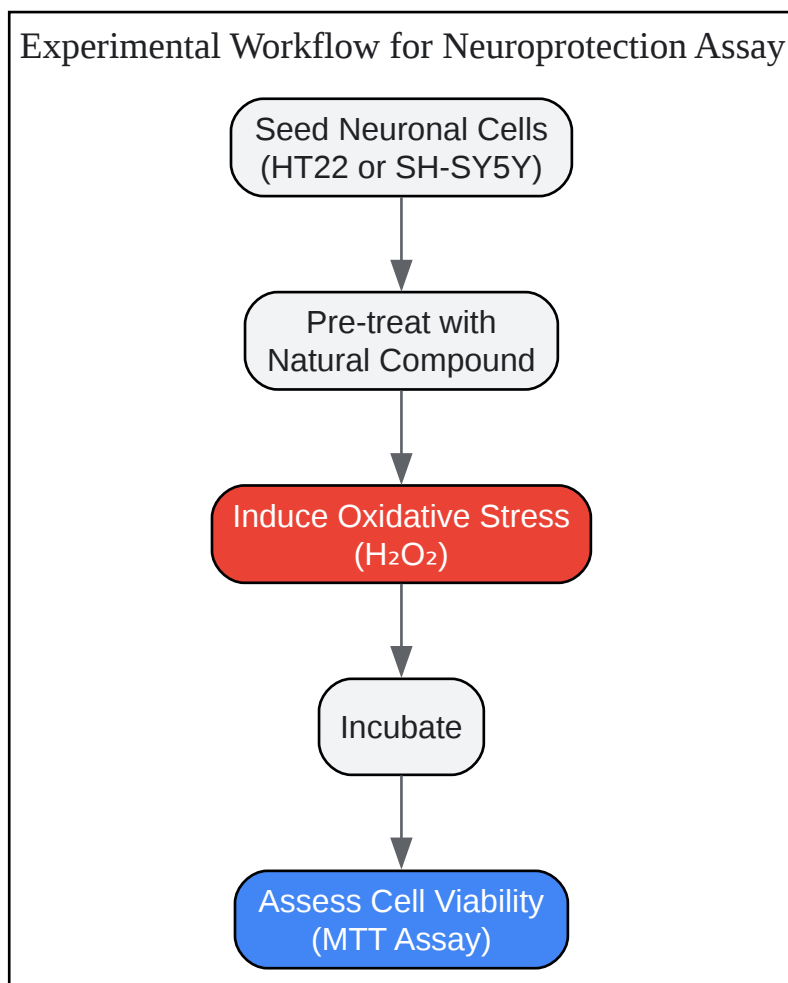 Experimental Workflow for Neuroprotection Assay
Seed Neuronal Cells
(HT22 or SH-SY5Y)
Pre-treat with
Natural Compound
Induce Oxidative Stress
(H₂O₂)
Incubate
Assess Cell Viability
(MTT Assay)